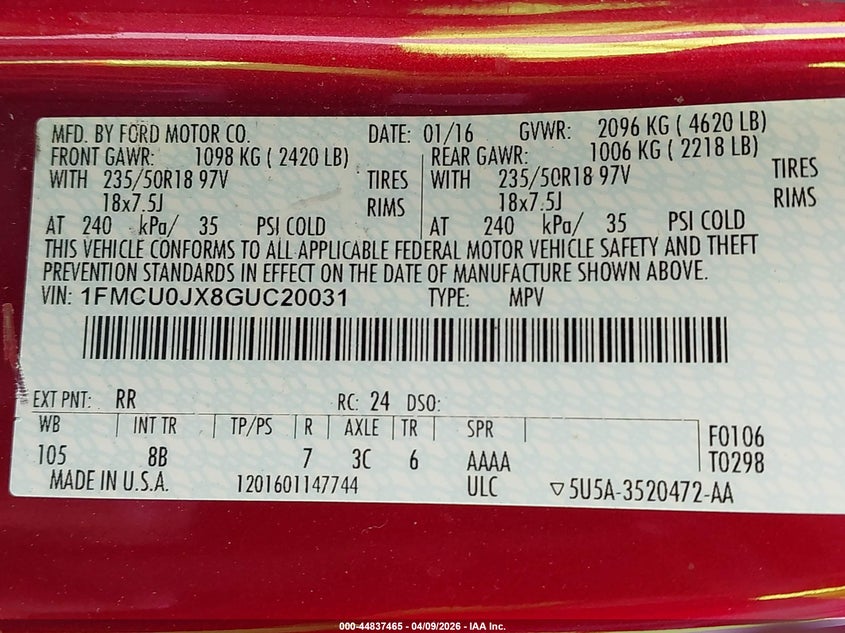 MFD. BY FORD MOTOR CO. DATE: 01/16 GVWR: 2096 KG ( 4620 LB)
FRONT GAWR: 1098 KG ( 2420 LB) REAR GAWR: 1006 KG ( 2218 LB)
WITH 235/50R18 97V TIRES WITH 235/50R18 97V TIRES
18x7.5J RIMS 18x7.5J RIMS
AT 240 kPa/ 35 PSI COLD AT 240 kPa/ 35 PSI COLD
THIS VEHICLE CONFORMS TO ALL APPLICABLE FEDERAL MOTOR VEHICLE SAFETY AND THEFT
PREVENTION STANDARDS IN EFFECT ON THE DATE OF MANUFACTURE SHOWN ABOVE.
VIN: 1FMCU0JX8GUC20031 TYPE: MPV
EXT PNT: RR RC: 24 DSO:
WB INT TR TP/PS R AXLE TR SPR
105 8B 7 3C 6 AAAA
F0106
T0298
MADE IN U.S.A. 1201601147744 ULC ▽5U5A-3520472-AA
000-44837465 - 04/09/2026 - IAA Inc.